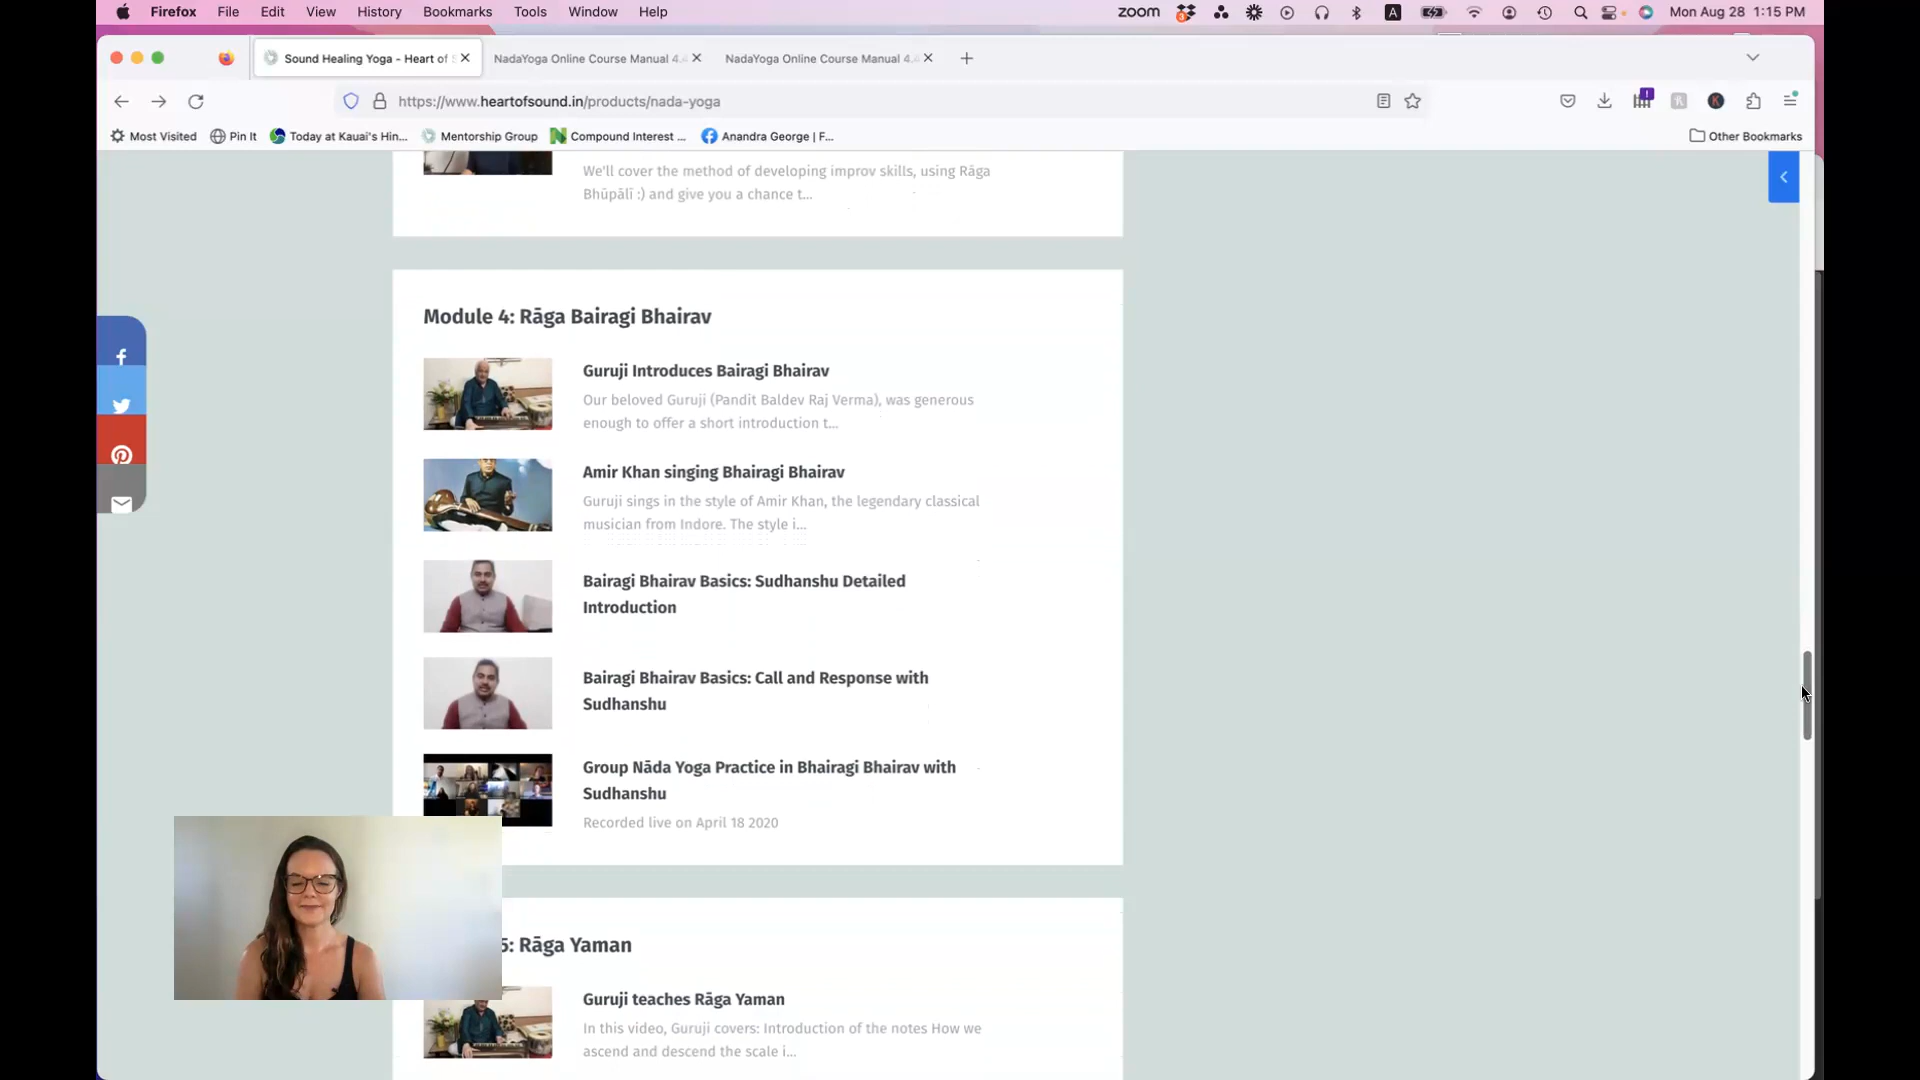 Firefox File Edit View History Bookmarks Tools Window Help zoom 3 A Mon Aug 28 1:15 PM
Sound Healing Yoga - Heart of S NadaYoga Online Course Manual 4. NadaYoga Online Course Manual 4.
https://www.heartofsound.in/products/nada-yoga
Most Visited Pin It Today at Kauai's Hin... Mentorship Group Compound Interest ... Anandra George | F... Other Bookmarks
We'll cover the method of developing improv skills, using Rāga
Bhūpālī :) and give you a chance t...
Module 4: Rāga Bairagi Bhairav
Guruji Introduces Bairagi Bhairav
Our beloved Guruji (Pandit Baldev Raj Verma), was generous
enough to offer a short introduction t...
Amir Khan singing Bhairagi Bhairav
Guruji sings in the style of Amir Khan, the legendary classical
musician from Indore. The style i...
Bairagi Bhairav Basics: Sudhanshu Detailed
Introduction
Bairagi Bhairav Basics: Call and Response with
Sudhanshu
Group Nāda Yoga Practice in Bhairagi Bhairav with
Sudhanshu
Recorded live on April 18 2020
5: Rāga Yaman
Guruji teaches Rāga Yaman
In this video, Guruji covers: Introduction of the notes How we
ascend and descend the scale i...